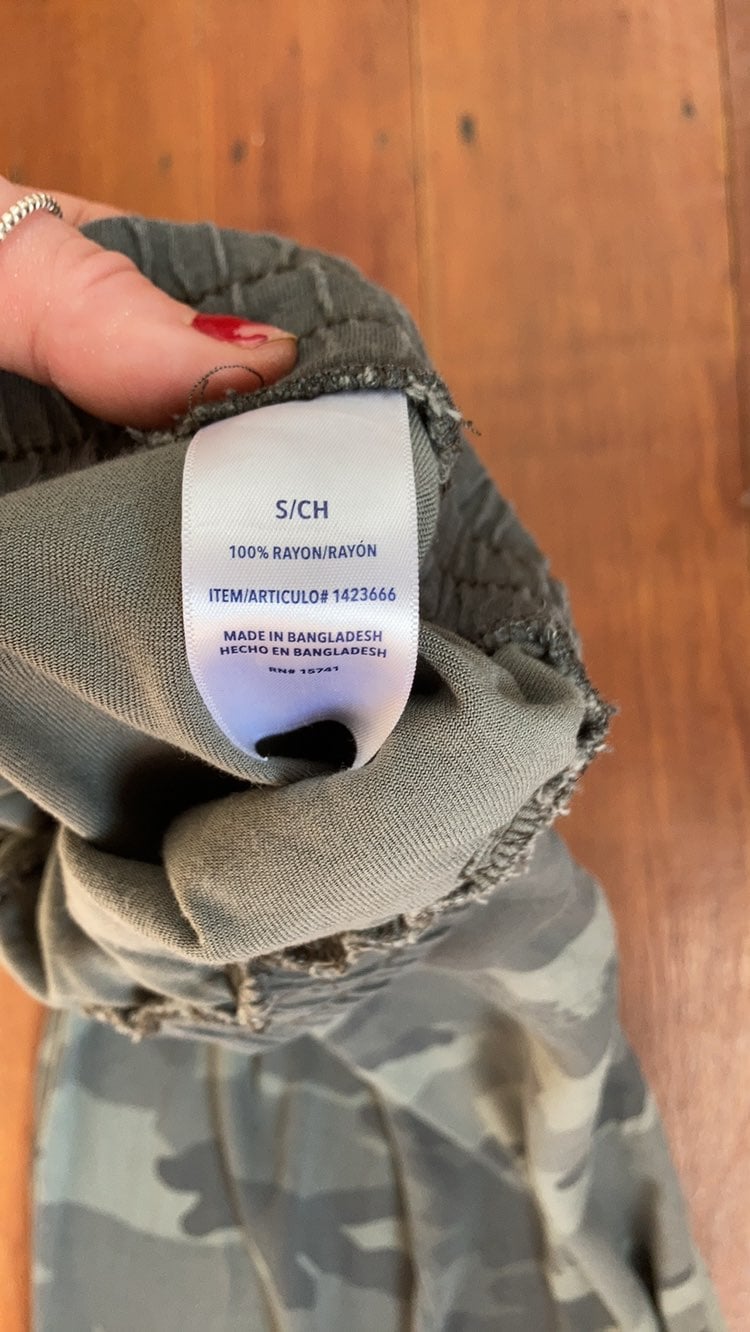 S/CH
100% RAYON/RAYÓN
ITEM/ARTICULO# 1423666
MADE IN BANGLADESH
HECHO EN BANGLADESH
RN# 15741